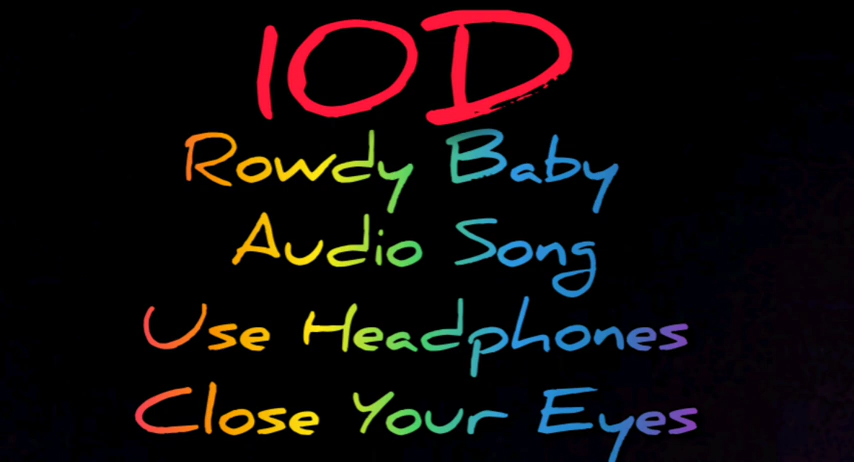 10D
Rowdy Baby
Audio Song
Use Headphones
Close Your Eyes